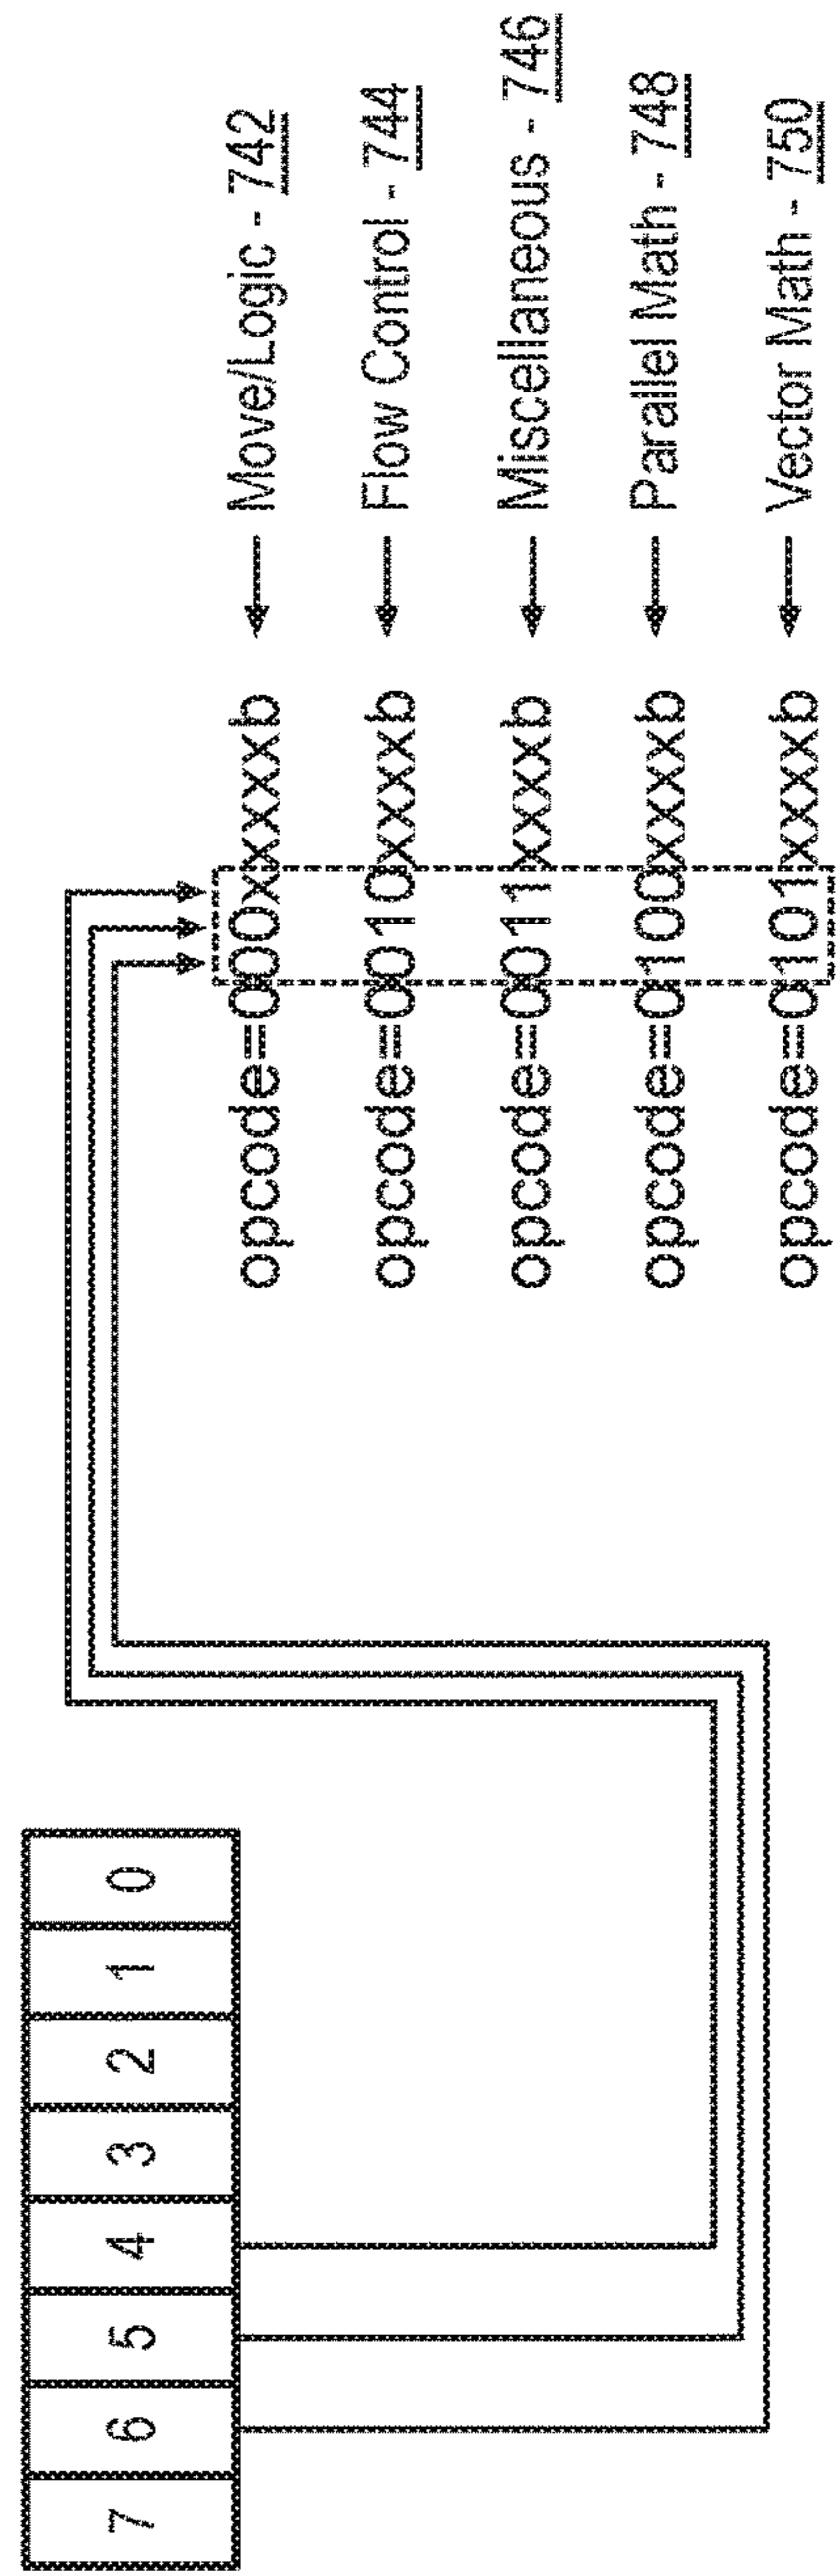 7 6 5 4 3 2 1 0
opcode=000xxxxxb ← Move/Logic - 742
opcode=0010xxxxb ← Flow Control - 744
opcode=0011xxxxb ← Miscellaneous - 746
opcode=0100xxxxb ← Parallel Math - 748
opcode=0101xxxxb ← Vector Math - 750